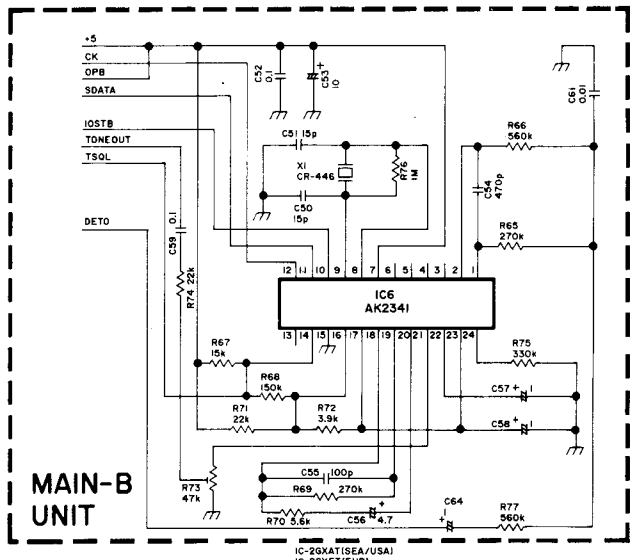 +5
CK
OPB
SDATA
IOSTB
TONEOUT
TSQL
DETO
C52
0.1
C53
10
+
C61
0.01
C51 15p
X1
CR-446
R76
1M
C50
15p
R66
560k
C54
470p
R65
270k
C59
0.1
R74 22k
12 11 10 9 8 7 6 5 4 3 2 1
IC6
AK2341
13 14 15 16 17 18 19 20 21 22 23 24
R67
15k
R68
150k
R71
22k
R72
3.9k
R75
330k
C57 + 1
C58 + 1
R73
47k
C55 100p
R69 270k
R70 5.6k
C56 + 4.7
C64
+ 1
R77
560k
MAIN-B
UNIT
IC-2GXAT(SEA/USA)